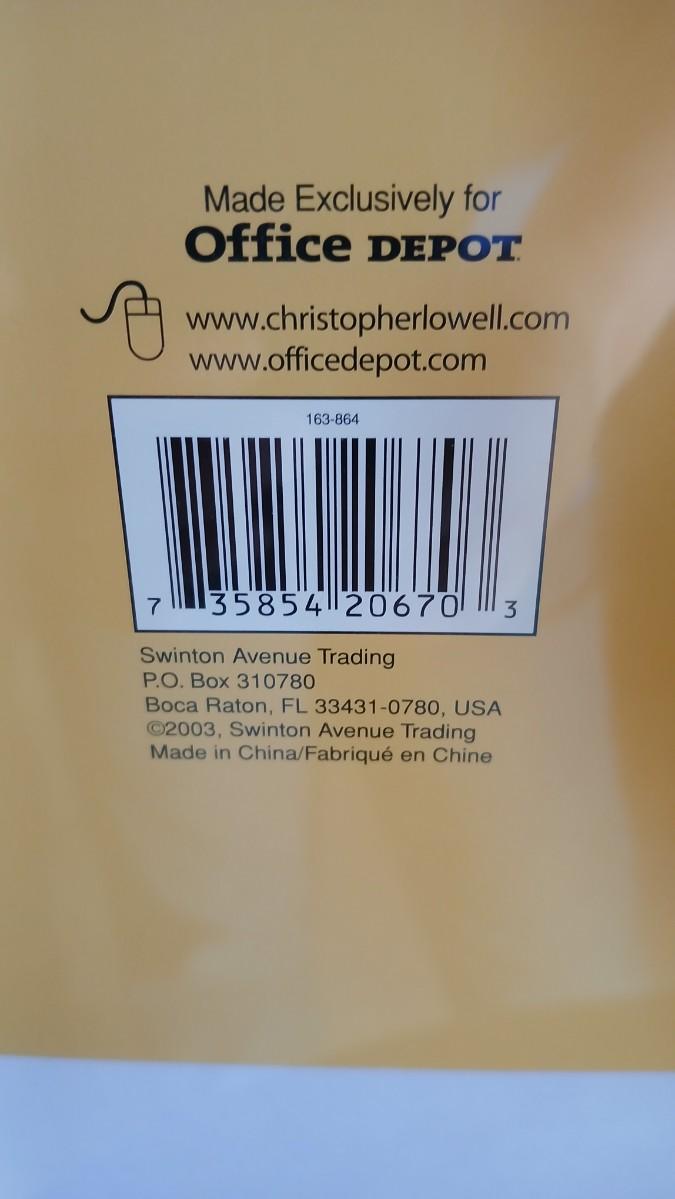 Made Exclusively for
Office DEPOT.
www.christopherlowell.com
www.officedepot.com
163-864
7 35854 20670 3
Swinton Avenue Trading
P.O. Box 310780
Boca Raton, FL 33431-0780, USA
©2003, Swinton Avenue Trading
Made in China/Fabriqué en Chine